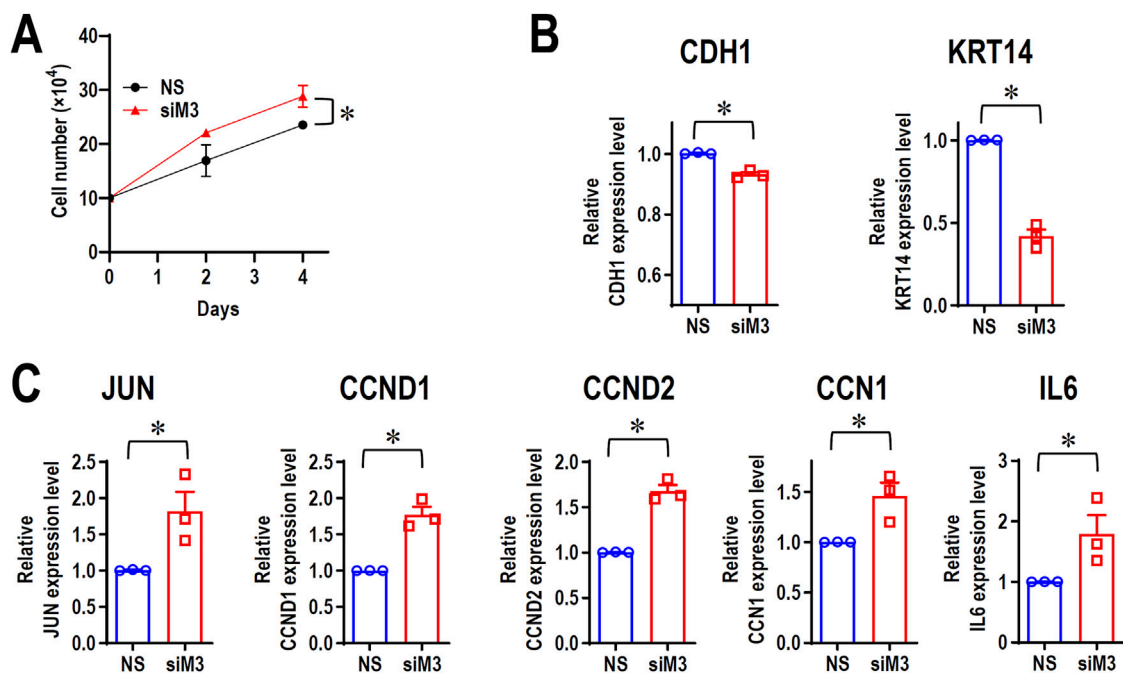 A
Cell number (×10⁴)
40
30
20
10
0
NS
siM3
*
0 1 2 3 4
Days
B
CDH1
Relative
CDH1 expression level
*
1.0
0.8
0.6
NS siM3
KRT14
Relative
KRT14 expression level
*
1.0
0.5
0.0
NS siM3
C
JUN
Relative
JUN expression level
*
2.5
2.0
1.5
1.0
1.5
0.0
NS siM3
CCND1
Relative
CCND1 expression level
*
2.5
2.0
1.5
1.0
1.5
0.0
NS siM3
CCND2
Relative
CCND2 expression level
*
2.0
1.5
1.0
0.5
0.0
NS siM3
CCN1
Relative
CCN1 expression level
*
1.5
1.0
0.5
0.0
NS siM3
IL6
Relative
IL6 expression level
*
3
2
1
0
NS siM3